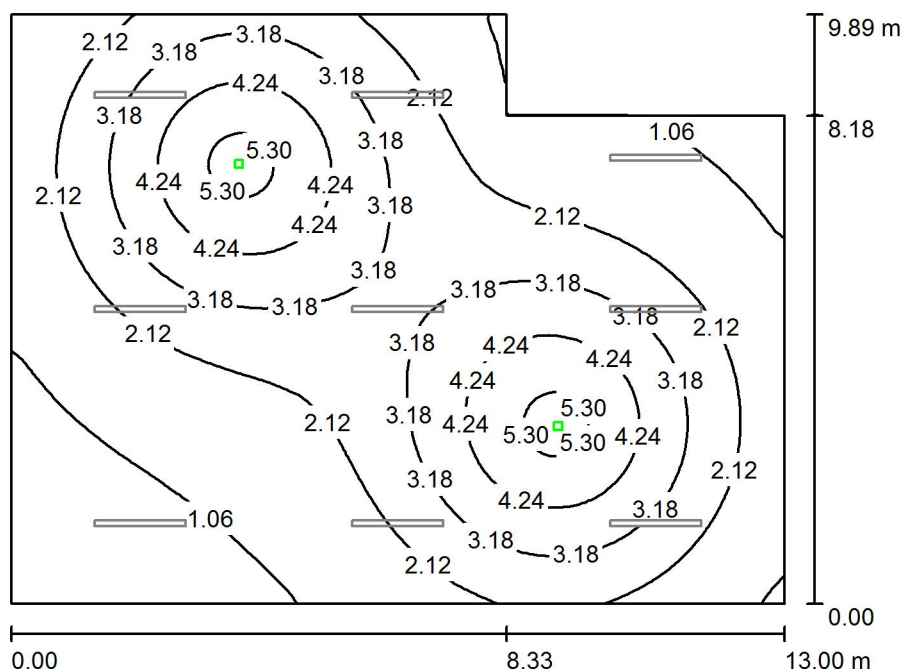 2.12 3.18 3.18 9.89 m
3.18 4.24 2.12
3.18 1.06 8.18
5.30 3.18
4.24 5.30 4.24
2.12 3.18
3.18 4.24 4.24 2.12
3.18
3.18 3.18 3.18 3.18
2.12 3.18 3.18 2.12
4.24 4.24
4.24 3.18
2.12 3.18 4.24 5.30 5.30 4.24
5.30
3.18 2.12
4.24
1.06 3.18
3.18 3.18
2.12
0.00
0.00 8.33 13.00 m